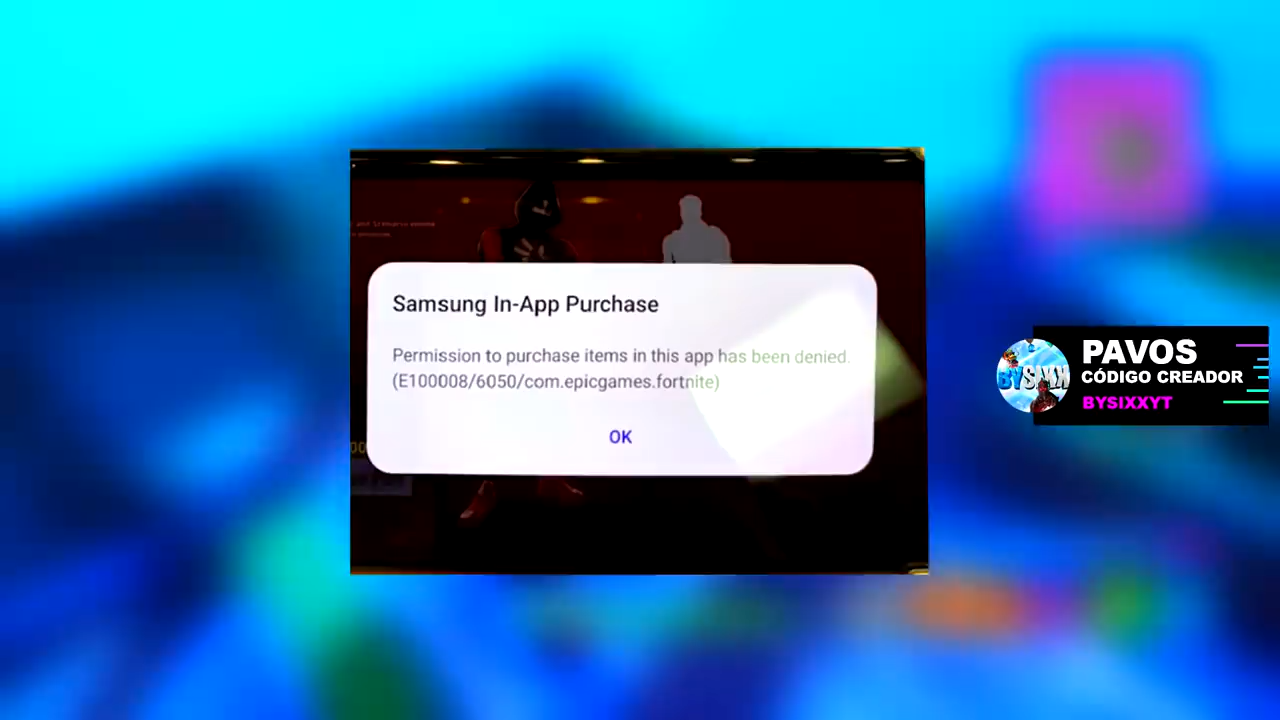 Samsung In-App Purchase
Permission to purchase items in this app has been denied.
(E100008/6050/com.epicgames.fortnite)
OK
PAVOS
CÓDIGO CREADOR
BYSIXXYT
BYSIXX